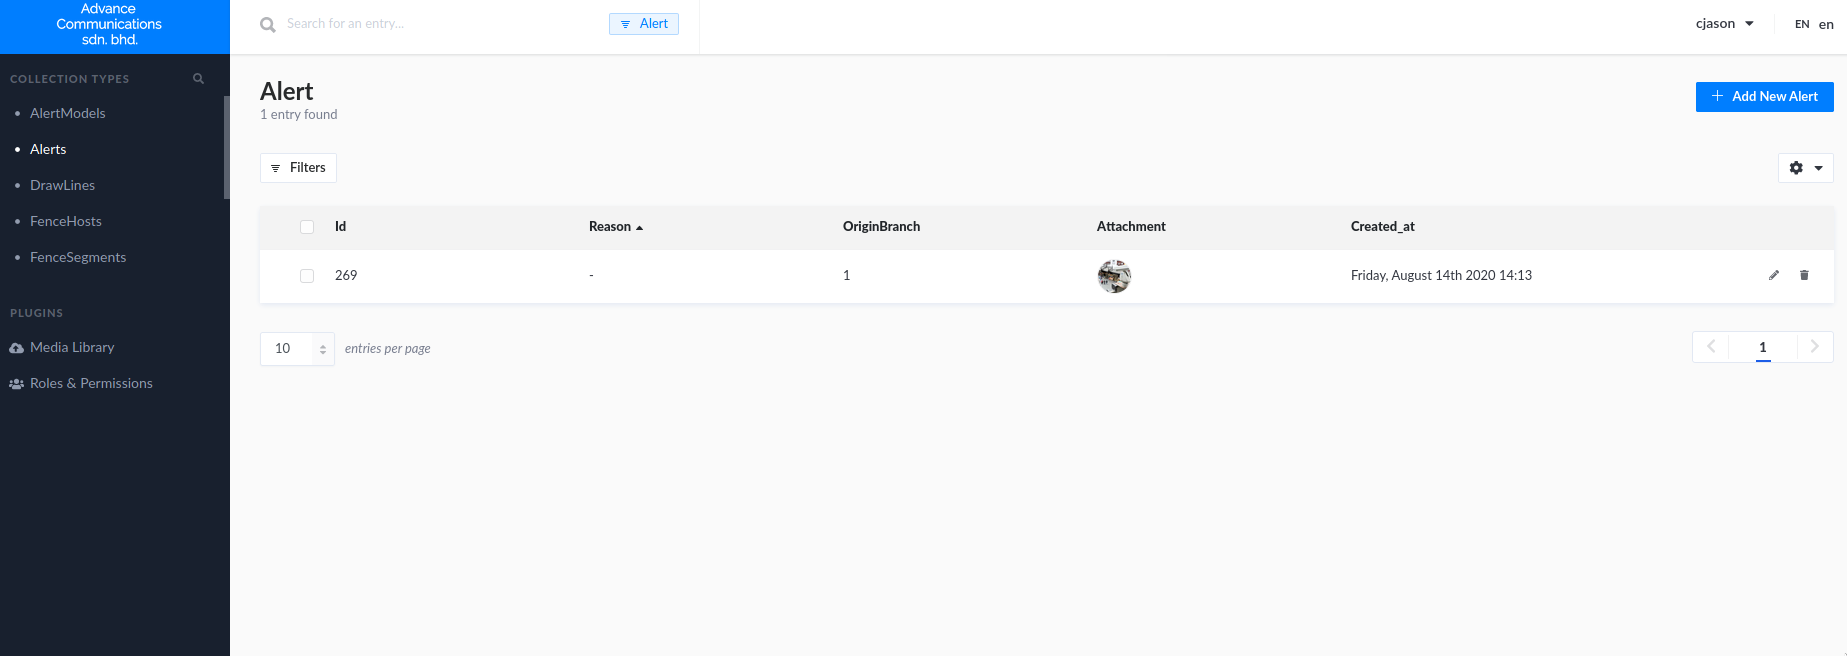 Advance
Communications
sdn. bhd.
Search for an entry...
Alert
cjason
EN en
COLLECTION TYPES
AlertModels
Alerts
DrawLines
FenceHosts
FenceSegments
PLUGINS
Media Library
Roles & Permissions
Alert
1 entry found
Add New Alert
Filters
Id Reason OriginBranch Attachment Created_at
269 - 1 Friday, August 14th 2020 14:13
10 entries per page
1